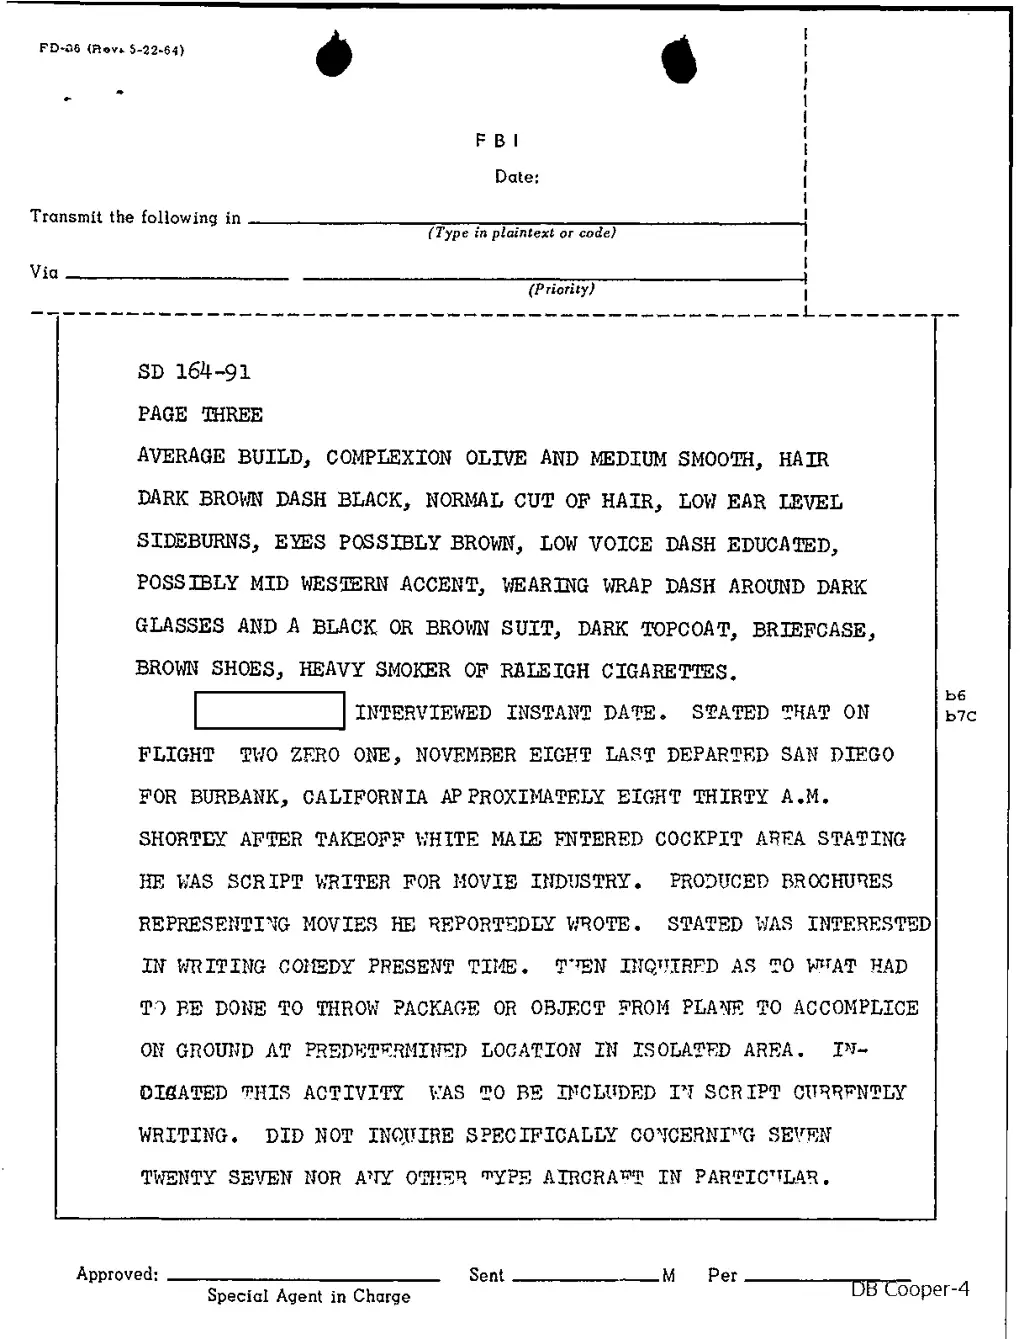 FD-36 (Rev. 5-22-64)
F B I
Date:
Transmit the following in
(Type in plaintext or code)
Via
(Priority)
SD 164-91
PAGE THREE
AVERAGE BUILD, COMPLEXION OLIVE AND MEDIUM SMOOTH, HAIR
DARK BROWN DASH BLACK, NORMAL CUT OF HAIR, LOW EAR LEVEL
SIDEBURNS, EYES POSSIBLY BROWN, LOW VOICE DASH EDUCATED,
POSSIBLY MID WESTERN ACCENT, WEARING WRAP DASH AROUND DARK
GLASSES AND A BLACK OR BROWN SUIT, DARK TOPCOAT, BRIEFCASE,
BROWN SHOES, HEAVY SMOKER OF RALEIGH CIGARETTES.
b6
INTERVIEWED INSTANT DATE. STATED THAT ON
b7C
FLIGHT TWO ZERO ONE, NOVEMBER EIGHT LAST DEPARTED SAN DIEGO
FOR BURBANK, CALIFORNIA APPROXIMATELY EIGHT THIRTY A.M.
SHORTLY AFTER TAKEOFF WHITE MALE ENTERED COCKPIT AREA STATING
HE WAS SCRIPT WRITER FOR MOVIE INDUSTRY. PRODUCED BROCHURES
REPRESENTING MOVIES HE REPORTEDLY WROTE. STATED WAS INTERESTED
IN WRITING COMEDY PRESENT TIME. THEN INQUIRED AS TO WHAT HAD
TO BE DONE TO THROW PACKAGE OR OBJECT FROM PLANE TO ACCOMPLICE
ON GROUND AT PREDETERMINED LOCATION IN ISOLATED AREA. IN-
DICATED THIS ACTIVITY WAS TO BE INCLUDED IN SCRIPT CURRENTLY
WRITING. DID NOT INQUIRE SPECIFICALLY CONCERNING SEVEN
TWENTY SEVEN NOR ANY OTHER TYPE AIRCRAFT IN PARTICULAR.
Approved: Sent M Per
Special Agent in Charge
DB Cooper-4